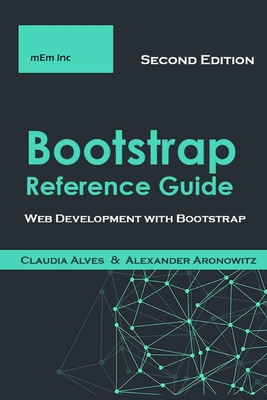 mEm Inc
Second Edition
Bootstrap
Reference Guide
Web Development with Bootstrap
Claudia Alves & Alexander Aronowitz